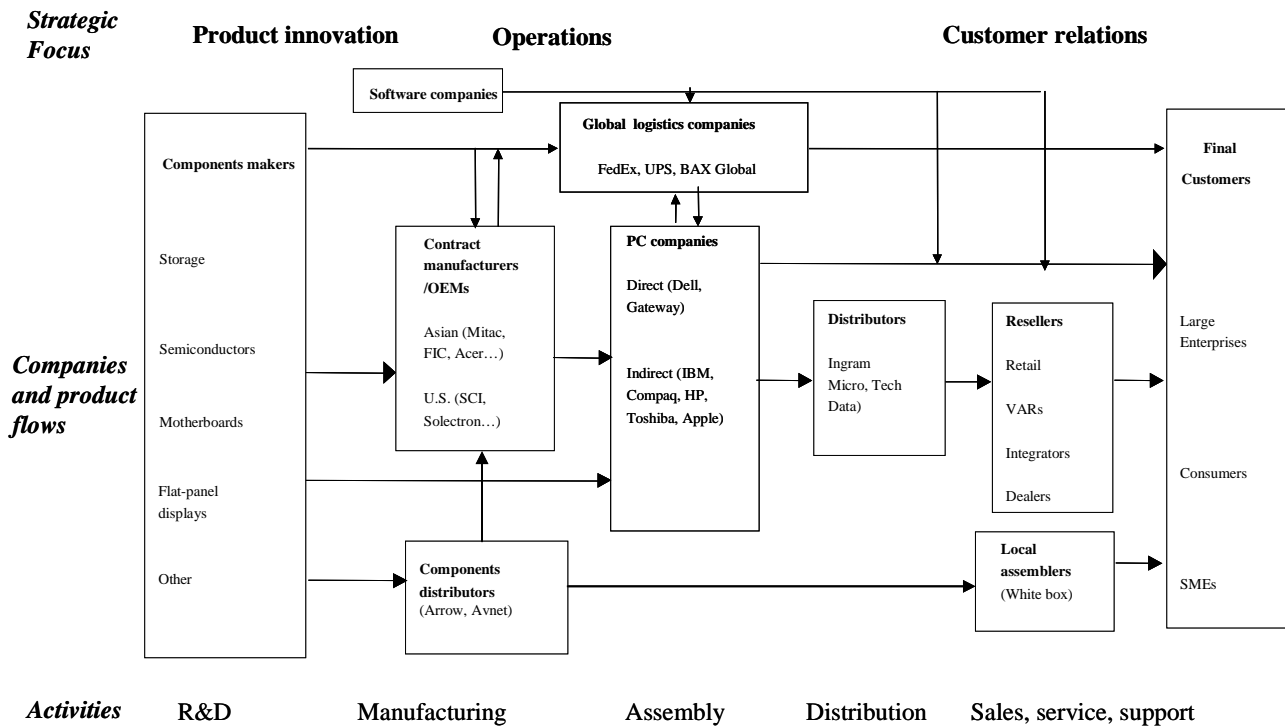 Strategic
Focus
Product innovation
Operations
Customer relations
Software companies
Global logistics companies
FedEx, UPS, BAX Global
Components makers
Storage
Semiconductors
Motherboards
Flat-panel
displays
Other
Contract
manufacturers
/OEMs
Asian (Mitac,
FIC, Acer…)
U.S. (SCI,
Solectron…)
PC companies
Direct (Dell,
Gateway)
Indirect (IBM,
Compaq, HP,
Toshiba, Apple)
Distributors
Ingram
Micro, Tech
Data)
Resellers
Retail
VARs
Integrators
Dealers
Final
Customers
Large
Enterprises
Consumers
SMEs
Companies
and product
flows
Components
distributors
(Arrow, Avnet)
Local
assemblers
(White box)
Activities
R&D
Manufacturing
Assembly
Distribution
Sales, service, support